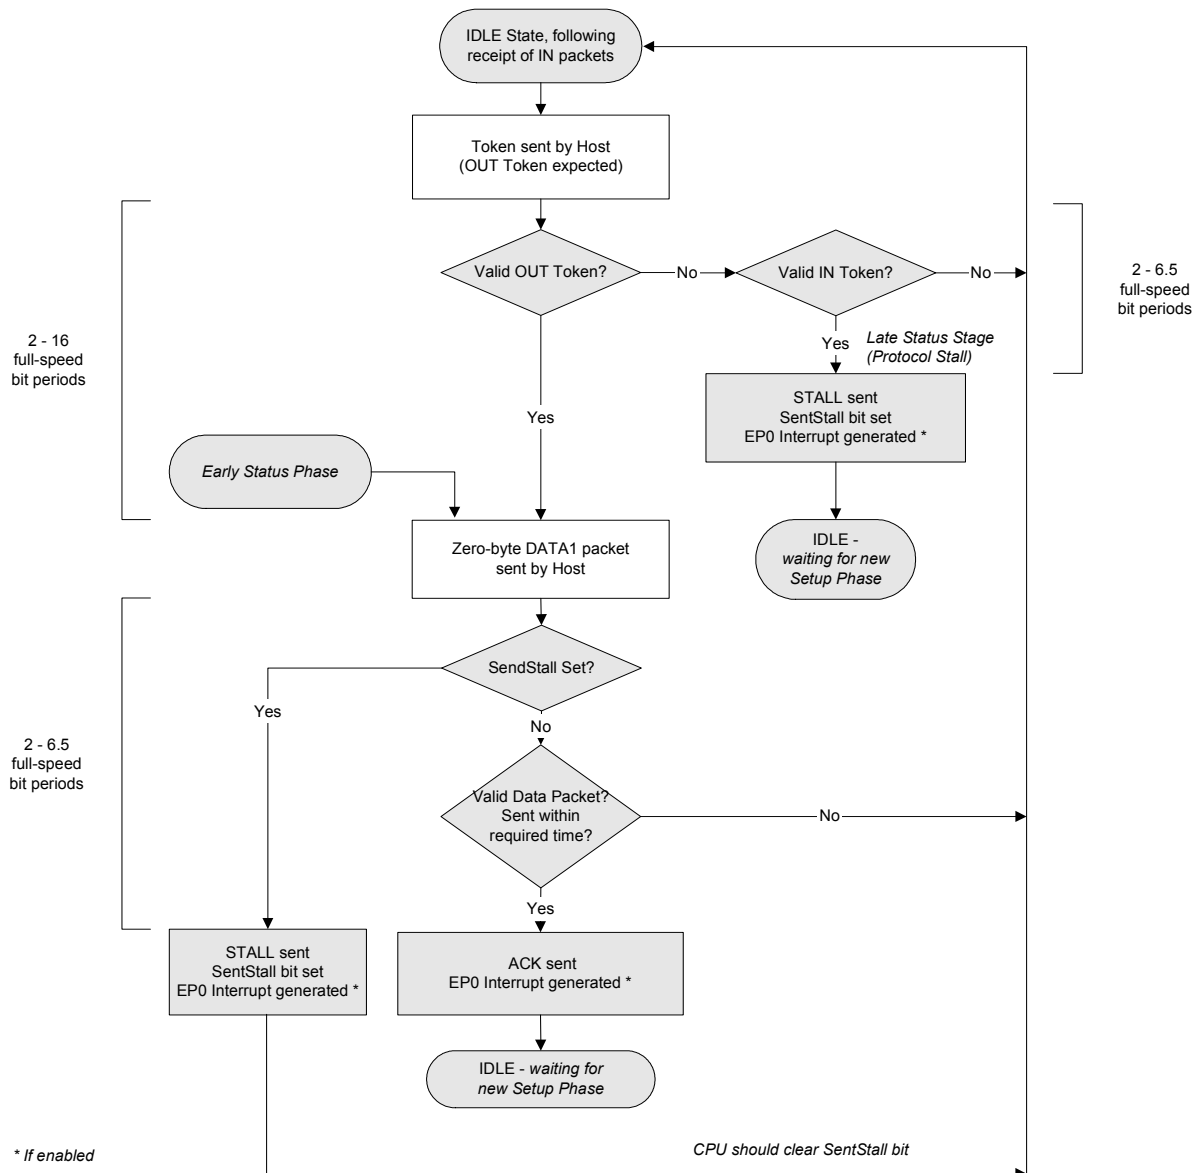 IDLE State, following
receipt of IN packets
Token sent by Host
(OUT Token expected)
Valid OUT Token?
No
Valid IN Token?
No
2 - 6.5
full-speed
bit periods
2 - 16
full-speed
bit periods
Yes
Late Status Stage
(Protocol Stall)
STALL sent
SentStall bit set
EP0 Interrupt generated *
Yes
Early Status Phase
IDLE -
waiting for new
Setup Phase
Zero-byte DATA1 packet
sent by Host
SendStall Set?
Yes
No
2 - 6.5
full-speed
bit periods
Valid Data Packet?
Sent within
required time?
No
Yes
STALL sent
SentStall bit set
EP0 Interrupt generated *
ACK sent
EP0 Interrupt generated *
IDLE - waiting for
new Setup Phase
* If enabled
CPU should clear SentStall bit